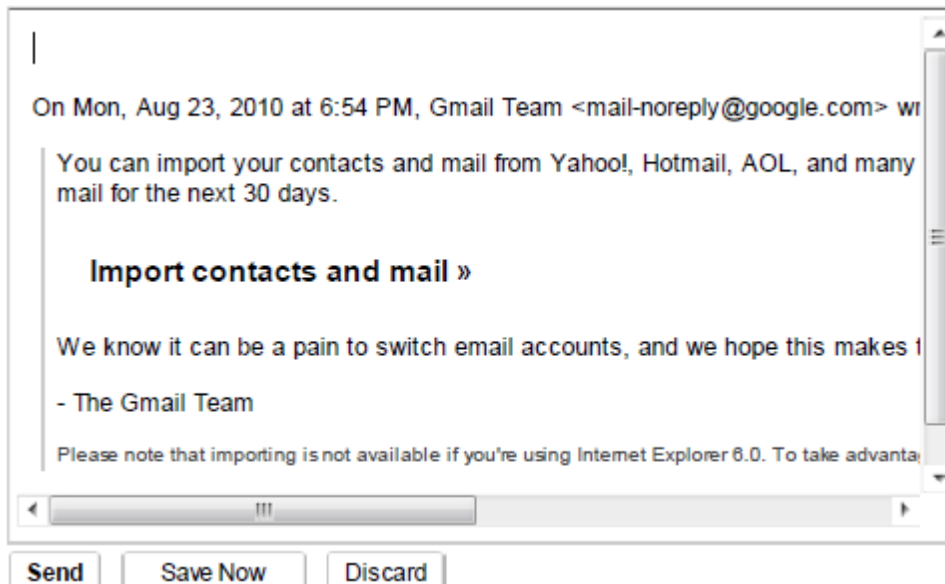 On Mon, Aug 23, 2010 at 6:54 PM, Gmail Team <mail-noreply@google.com>
You can import your contacts and mail from Yahoo!, Hotmail, AOL, and many
mail for the next 30 days.
Import contacts and mail »
We know it can be a pain to switch email accounts, and we hope this makes
- The Gmail Team
Please note that importing is not available if you're using Internet Explorer 6.0. To take
Send Save Now Discard